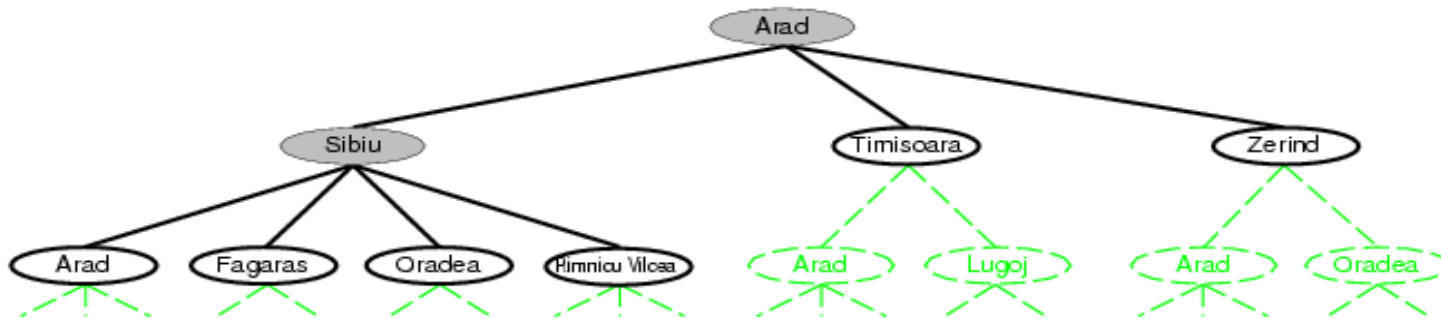 Arad
Sibiu
Timisoara
Zerind
Arad
Fagaras
Oradea
Rimnicu Vilcea
Arad
Lugoj
Arad
Oradea